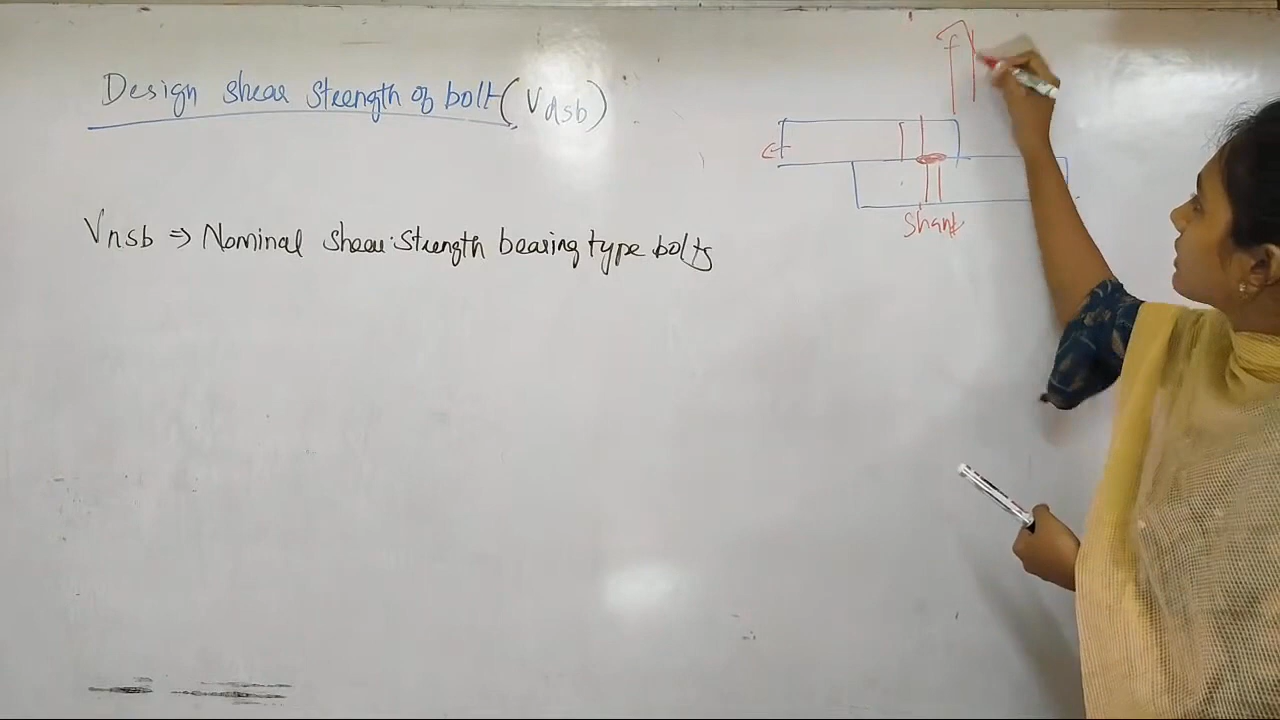 Design shear strength of bolt (Vdsb)
Vnsb ⇒ Nominal shear strength bearing type bolts
Shank